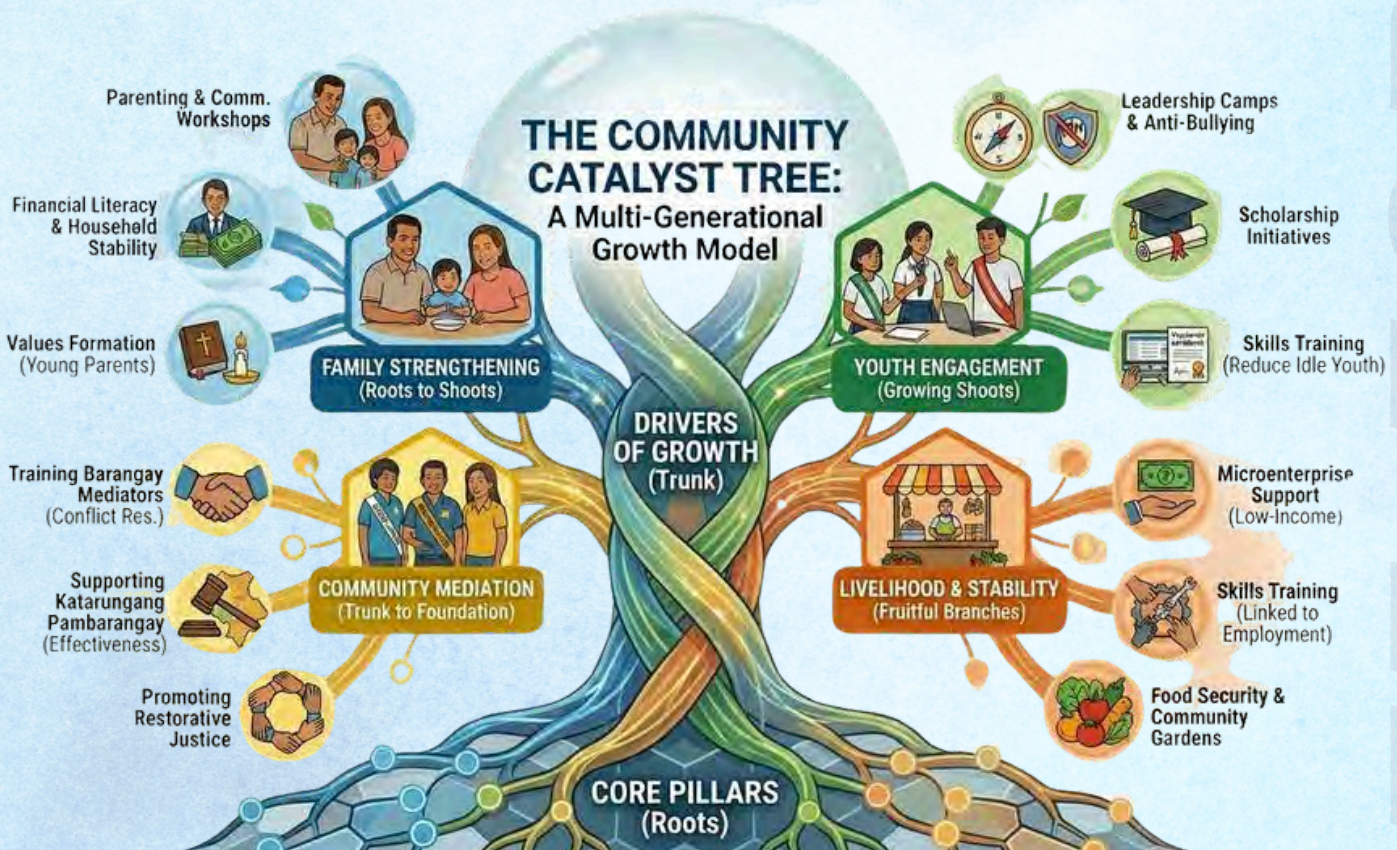 THE COMMUNITY
CATALYST TREE:
A Multi-Generational
Growth Model
Parenting & Comm.
Workshops
Financial Literacy
& Household
Stability
Values Formation
(Young Parents)
FAMILY STRENGTHENING
(Roots to Shoots)
Leadership Camps
& Anti-Bullying
Scholarship
Initiatives
Skills Training
(Reduce Idle Youth)
YOUTH ENGAGEMENT
(Growing Shoots)
DRIVERS
OF GROWTH
(Trunk)
Training Barangay
Mediators
(Conflict Res.)
Supporting
Katarungang
Pambarangay
(Effectiveness)
Promoting
Restorative
Justice
COMMUNITY MEDIATION
(Trunk to Foundation)
Microenterprise
Support
(Low-Income)
Skills Training
(Linked to
Employment)
Food Security &
Community
Gardens
LIVELIHOOD & STABILITY
(Fruitful Branches)
CORE PILLARS
(Roots)